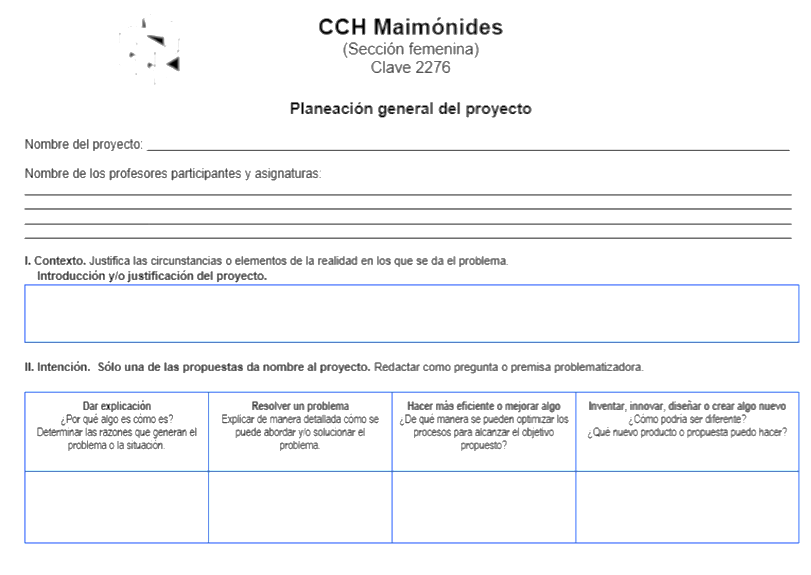 CCH Maimónides
(Sección femenina)
Clave 2276
Planeación general del proyecto
Nombre del proyecto:
Nombre de los profesores participantes y asignaturas:
I. Contexto. Justifica las circunstancias o elementos de la realidad en los que se da el problema.
Introducción y/o justificación del proyecto.
II. Intención. Sólo una de las propuestas da nombre al proyecto. Redactar como pregunta o premisa problematizadora.
Dar explicación
¿Por qué algo es cómo es?
Determinar las razones que generan el
problema o la situación.
Resolver un problema
Explicar de manera detallada cómo se
puede abordar y/o solucionar el
problema.
Hacer más eficiente o mejorar algo
¿De qué manera se pueden optimizar los
procesos para alcanzar el objetivo
propuesto?
Inventar, innovar, diseñar o crear algo nuevo
¿Cómo podría ser diferente?
¿Qué nuevo producto o propuesta puedo hacer?